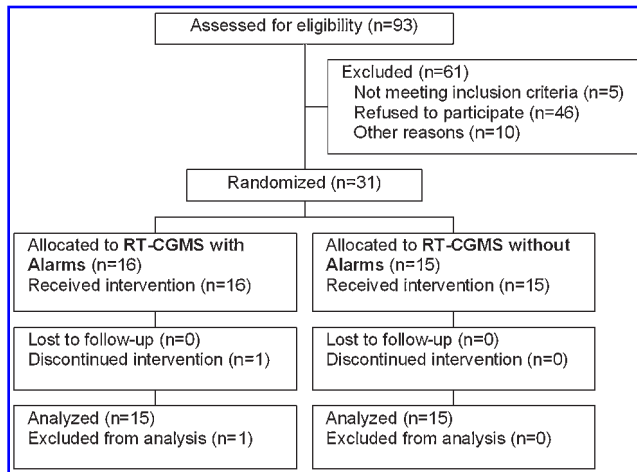 Assessed for eligibility (n=93)
Excluded (n=61)
Not meeting inclusion criteria (n=5)
Refused to participate (n=46)
Other reasons (n=10)
Randomized (n=31)
Allocated to RT-CGMS with
Alarms (n=16)
Received intervention (n=16)
Allocated to RT-CGMS without
Alarms (n=15)
Received intervention (n=15)
Lost to follow-up (n=0)
Discontinued intervention (n=1)
Lost to follow-up (n=0)
Discontinued intervention (n=0)
Analyzed (n=15)
Excluded from analysis (n=1)
Analyzed (n=15)
Excluded from analysis (n=0)